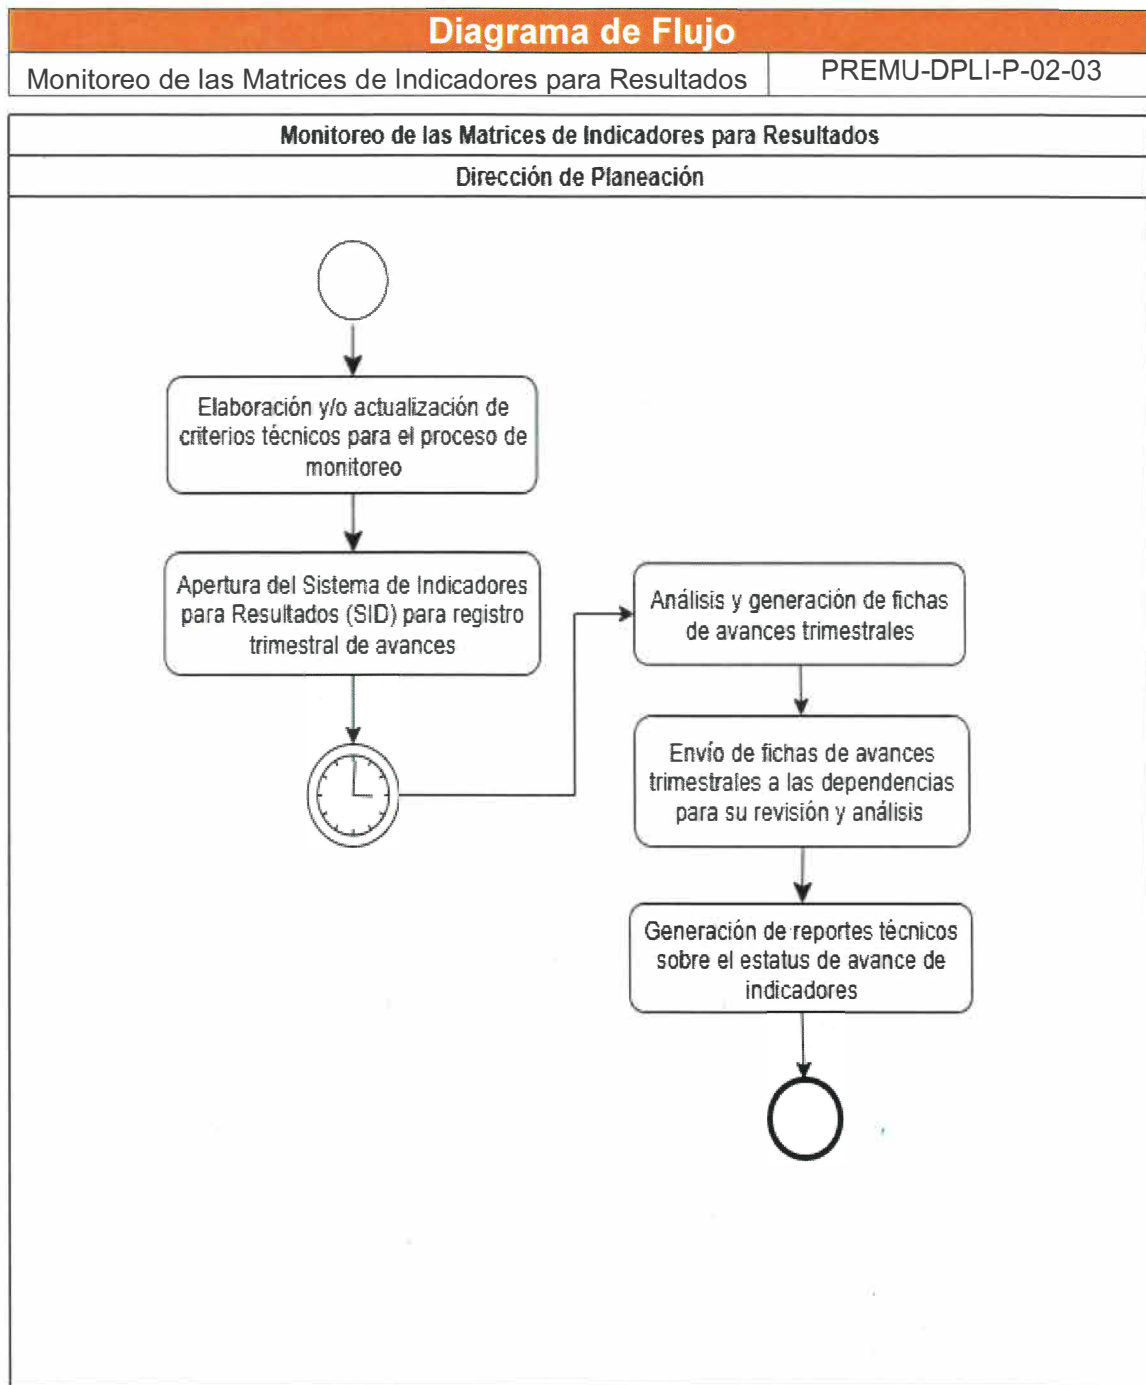 Diagrama de Flujo
Monitoreo de las Matrices de Indicadores para Resultados
PREMU-DPLI-P-02-03
Monitoreo de las Matrices de Indicadores para Resultados
Dirección de Planeación
Elaboración y/o actualización de
criterios técnicos para el proceso de
monitoreo
Apertura del Sistema de Indicadores
para Resultados (SID) para registro
trimestral de avances
Análisis y generación de fichas
de avances trimestrales
Envío de fichas de avances
trimestrales a las dependencias
para su revisión y análisis
Generación de reportes técnicos
sobre el estatus de avance de
indicadores